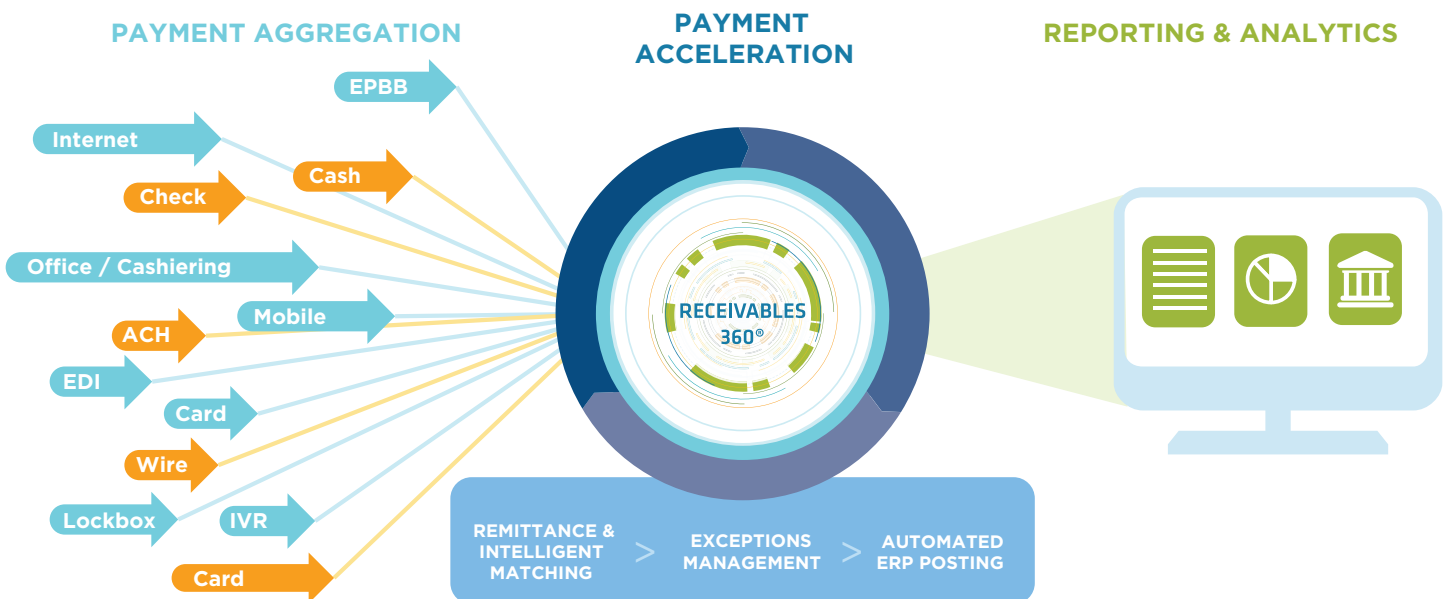 PAYMENT AGGREGATION
PAYMENT
ACCELERATION
REPORTING & ANALYTICS
EPBB
Internet
Cash
Check
Office / Cashiering
Mobile
ACH
EDI
Card
Wire
Lockbox
IVR
Card
RECEIVABLES
360®
REMITTANCE &
INTELLIGENT
MATCHING
>
EXCEPTIONS
MANAGEMENT
>
AUTOMATED
ERP POSTING